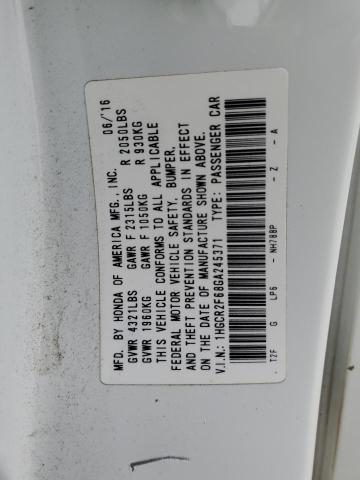 MFD. BY HONDA OF AMERICA MFG., INC. 06/'16
GVWR 4321LBS GAWR F 2315LBS R 2050LBS
GVWR 1960KG GAWR F 1050KG R 930KG
THIS VEHICLE CONFORMS TO ALL APPLICABLE
FEDERAL MOTOR VEHICLE SAFETY, BUMPER,
AND THEFT PREVENTION STANDARDS IN EFFECT
ON THE DATE OF MANUFACTURE SHOWN ABOVE.
V.I.N.: 1HGCR2F68GA245371 TYPE: PASSENGER CAR
T2F G LP6 - NH788P - Z - A